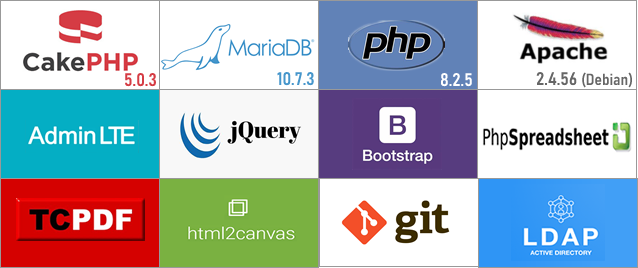 CakePHP
5.0.3
MariaDB®
10.7.3
php
8.2.5
Apache
2.4.56 (Debian)
Admin LTE
jQuery
B
Bootstrap
PhpSpreadsheet
TCPDF
html2canvas
git
LDAP
ACTIVE DIRECTORY